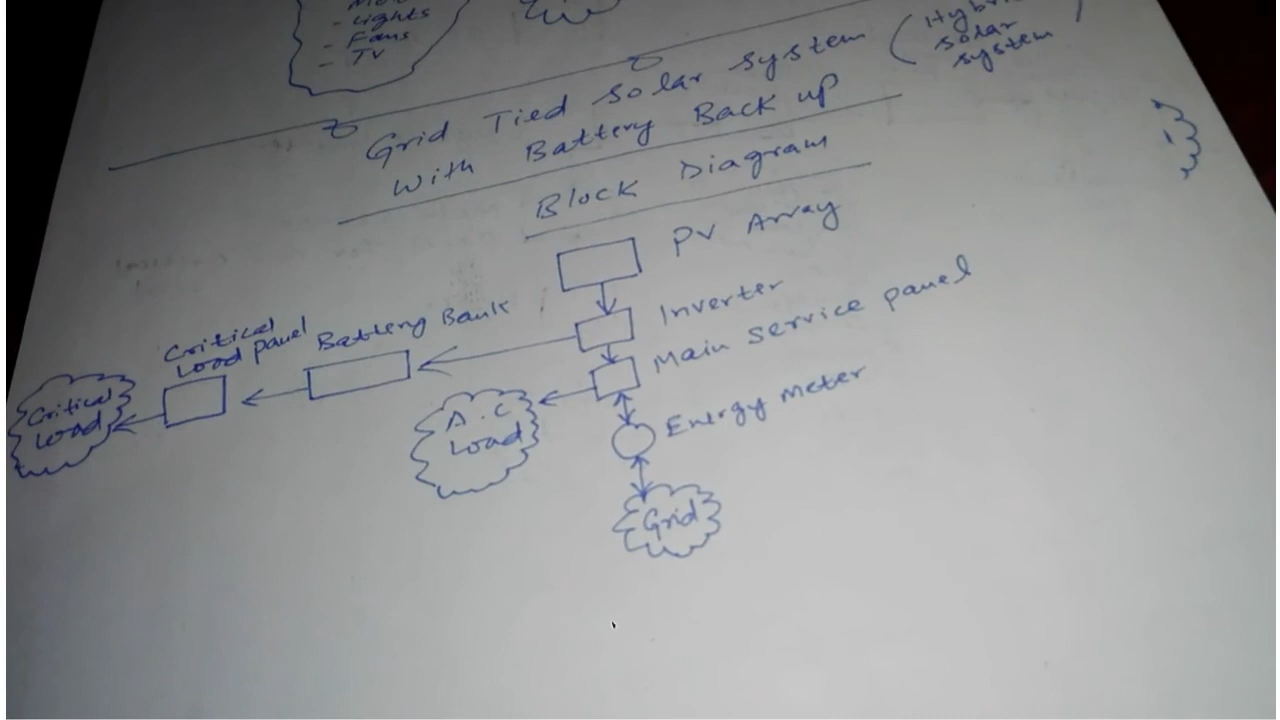 - Lights
- Fans
- TV
Grid Tied Solar System
With Battery Back up
(Hybrid
Solar
System)
Block Diagram
PV Array
Inverter
Main Service panel
Energy Meter
Grid
A.C
Load
Battery Bank
Critical
Load panel
Critical
Load